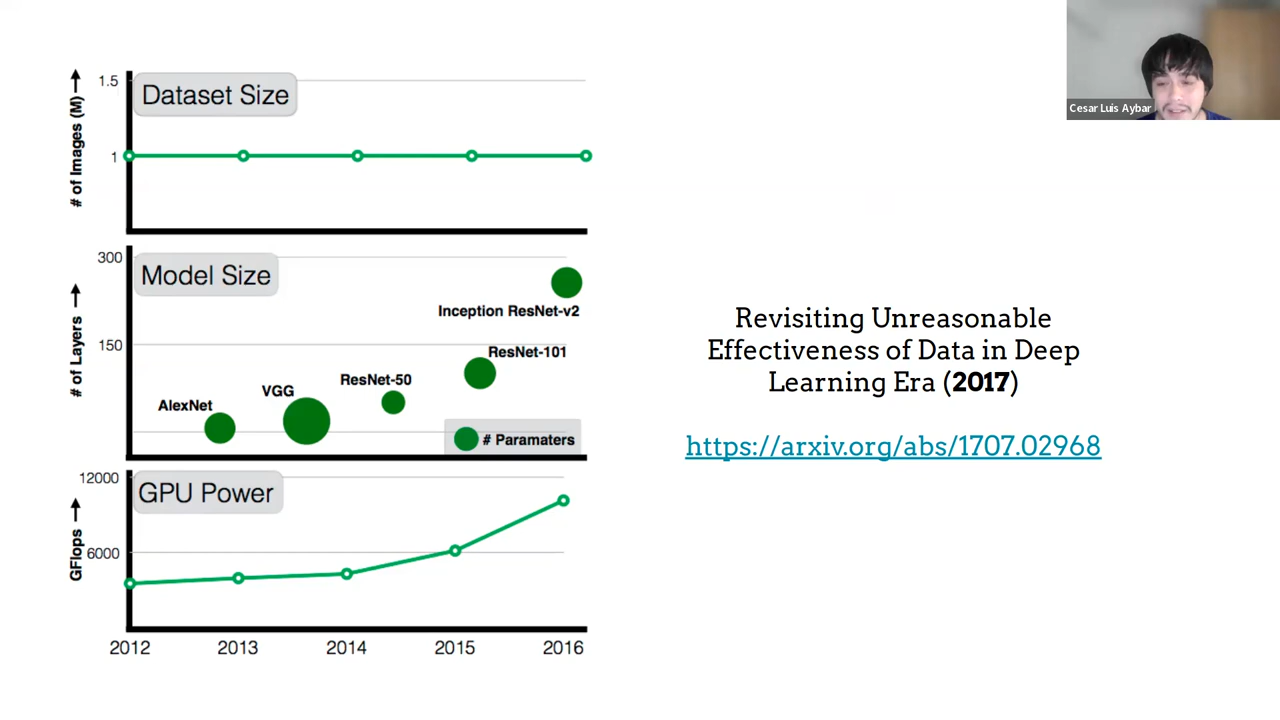 Cesar Luis Aybar
Dataset Size
# of Images (M)
1.5
1
Model Size
# of Layers
300
150
AlexNet
VGG
ResNet-50
ResNet-101
Inception ResNet-v2
# Paramaters
GPU Power
GFlops
12000
6000
2012 2013 2014 2015 2016
Revisiting Unreasonable
Effectiveness of Data in Deep
Learning Era (2017)
https://arxiv.org/abs/1707.02968